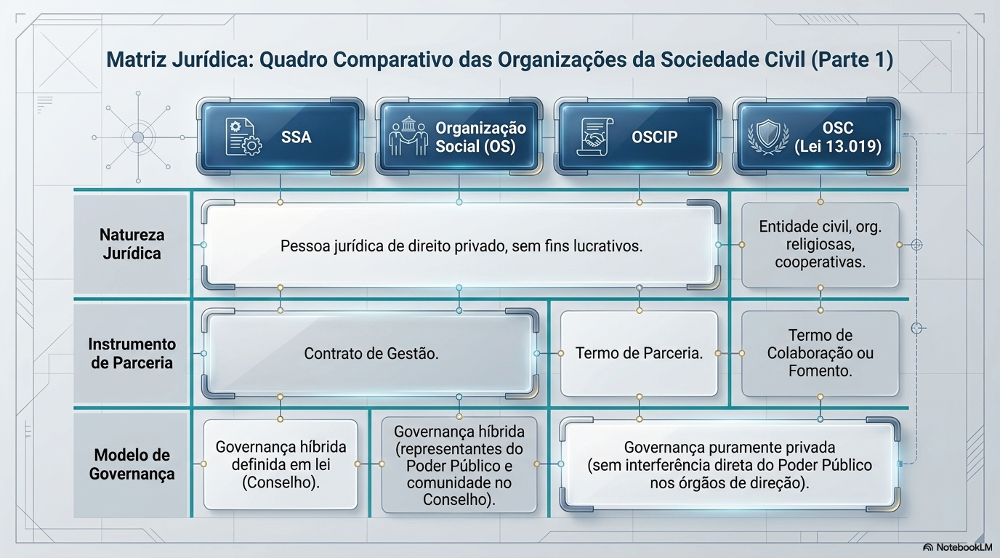 Matriz Jurídica: Quadro Comparativo das Organizações da Sociedade Civil (Parte 1)
SSA
Organização
Social (OS)
OSCIP
OSC
(Lei 13.019)
Natureza
Jurídica
Pessoa jurídica de direito privado, sem fins lucrativos.
Entidade civil, org.
religiosas,
cooperativas.
Instrumento
de Parceria
Contrato de Gestão.
Termo de Parceria.
Termo de
Colaboração ou
Fomento.
Modelo de
Governança
Governança híbrida
definida em lei
(Conselho).
Governança híbrida
(representantes do
Poder Público e
comunidade no
Conselho).
Governança puramente privada
(sem interferência direta do Poder Público
nos órgãos de direção).
NotebookLM